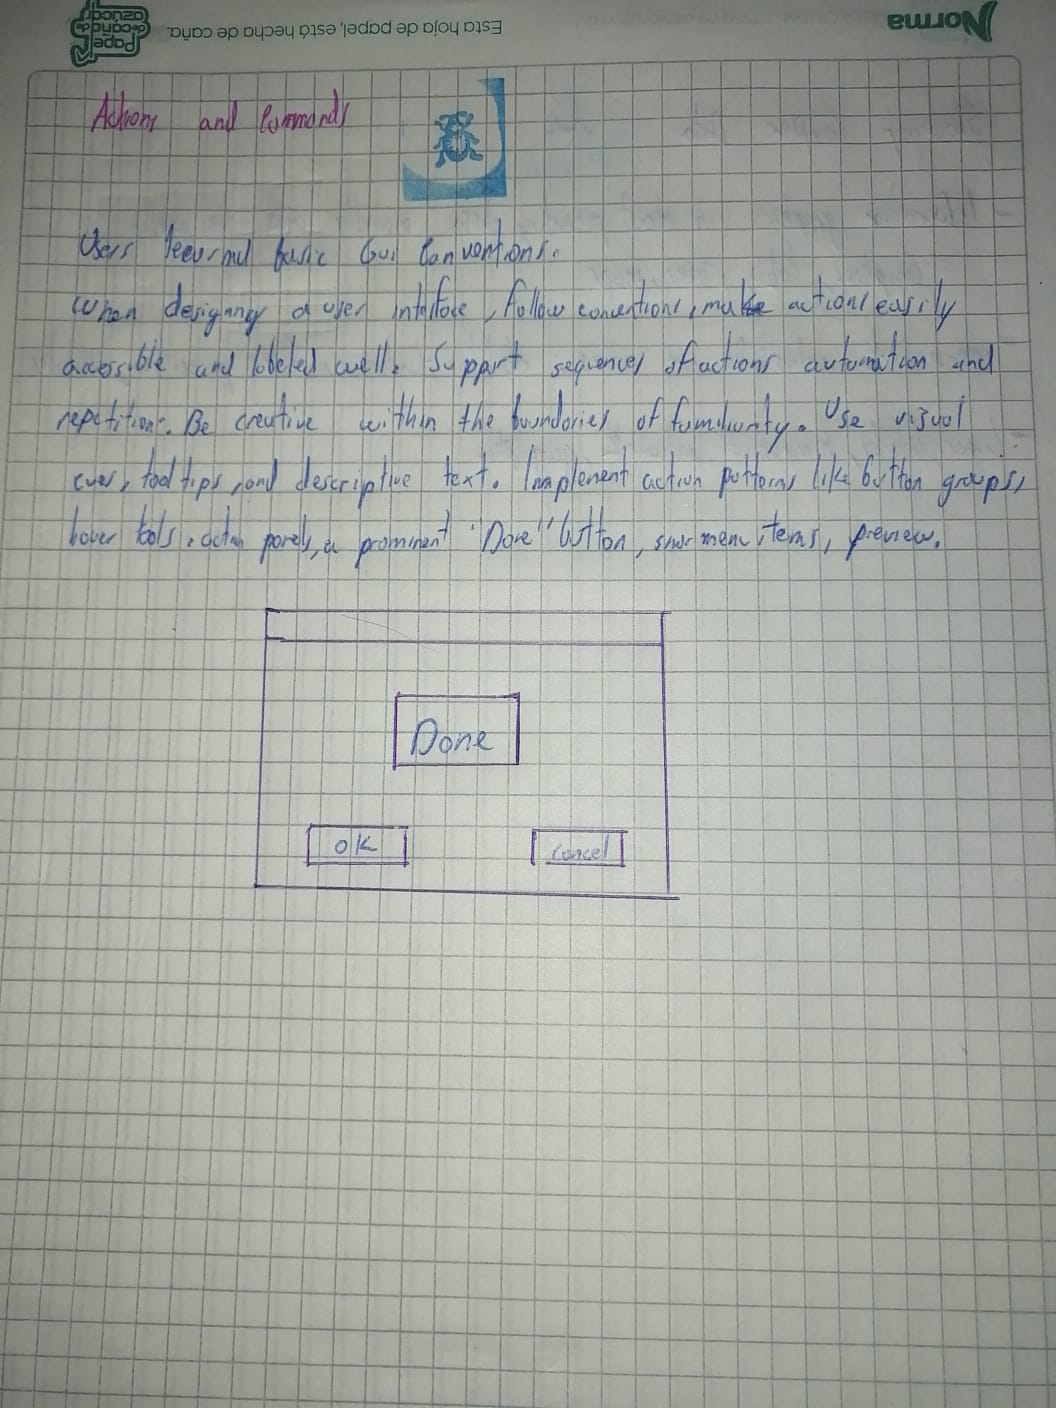 Norma
Esta hoja de papel, está hecha de caña.
Papel de caña de azúcar
Actions and Commands
Users learned basic Gui Conventions.
When designing a user interface, follow conventions, make actions easily
accessible and labeled well. Support sequences of actions automation and
repetition. Be creative within the boundaries of familiarity. Use visual
cues, tool tips, and descriptive text. Implement action patterns like button groups,
hover tools, action panels, a prominent "Done" button, smar menu items, preview.
Done
OK
Cancel